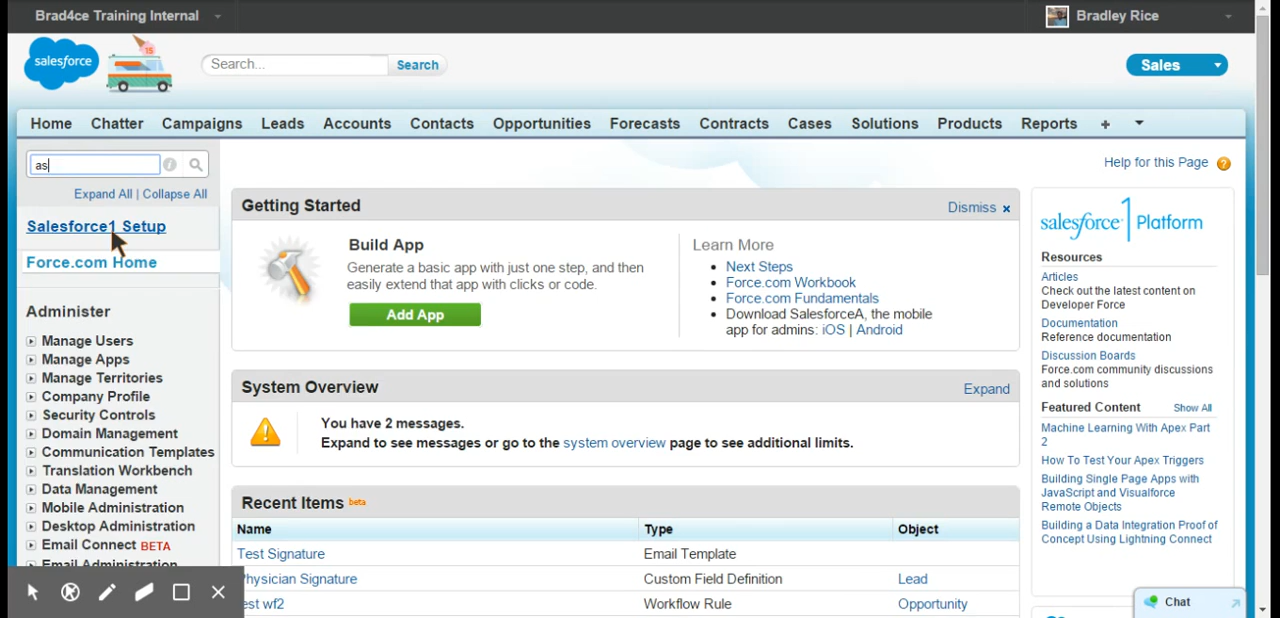 Brad4ce Training Internal
Bradley Rice
salesforce
15
Search...
Search
Sales
Home Chatter Campaigns Leads Accounts Contacts Opportunities Forecasts Contracts Cases Solutions Products Reports +
as
Expand All | Collapse All
Salesforce1 Setup
Force.com Home
Administer
Manage Users
Manage Apps
Manage Territories
Company Profile
Security Controls
Domain Management
Communication Templates
Translation Workbench
Data Management
Mobile Administration
Desktop Administration
Email Connect BETA
Email Administration
Help for this Page ?
Getting Started
Dismiss x
Build App
Generate a basic app with just one step, and then
easily extend that app with clicks or code.
Add App
Learn More
• Next Steps
• Force.com Workbook
• Force.com Fundamentals
• Download SalesforceA, the mobile
app for admins: iOS | Android
System Overview
Expand
You have 2 messages.
Expand to see messages or go to the system overview page to see additional limits.
Recent Items beta
Name Type Object
Test Signature Email Template
Physician Signature Custom Field Definition Lead
est wf2 Workflow Rule Opportunity
salesforce1 Platform
Resources
Articles
Check out the latest content on
Developer Force
Documentation
Reference documentation
Discussion Boards
Force.com community discussions
and solutions
Featured Content Show All
Machine Learning With Apex Part
2
How To Test Your Apex Triggers
Building Single Page Apps with
JavaScript and Visualforce
Remote Objects
Building a Data Integration Proof of
Concept Using Lightning Connect
Chat